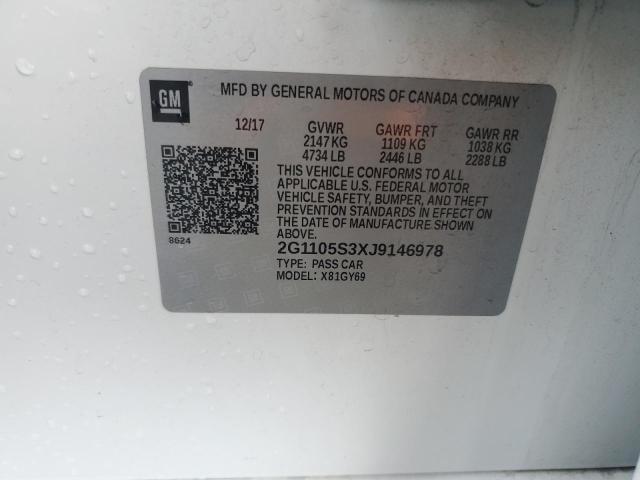 GM
MFD BY GENERAL MOTORS OF CANADA COMPANY
12/17 GVWR GAWR FRT GAWR RR
2147 KG 1109 KG 1038 KG
4734 LB 2446 LB 2288 LB
THIS VEHICLE CONFORMS TO ALL
APPLICABLE U.S. FEDERAL MOTOR
VEHICLE SAFETY, BUMPER, AND THEFT
PREVENTION STANDARDS IN EFFECT ON
THE DATE OF MANUFACTURE SHOWN
ABOVE.
8624
2G1105S3XJ9146978
TYPE: PASS CAR
MODEL: X81GY69